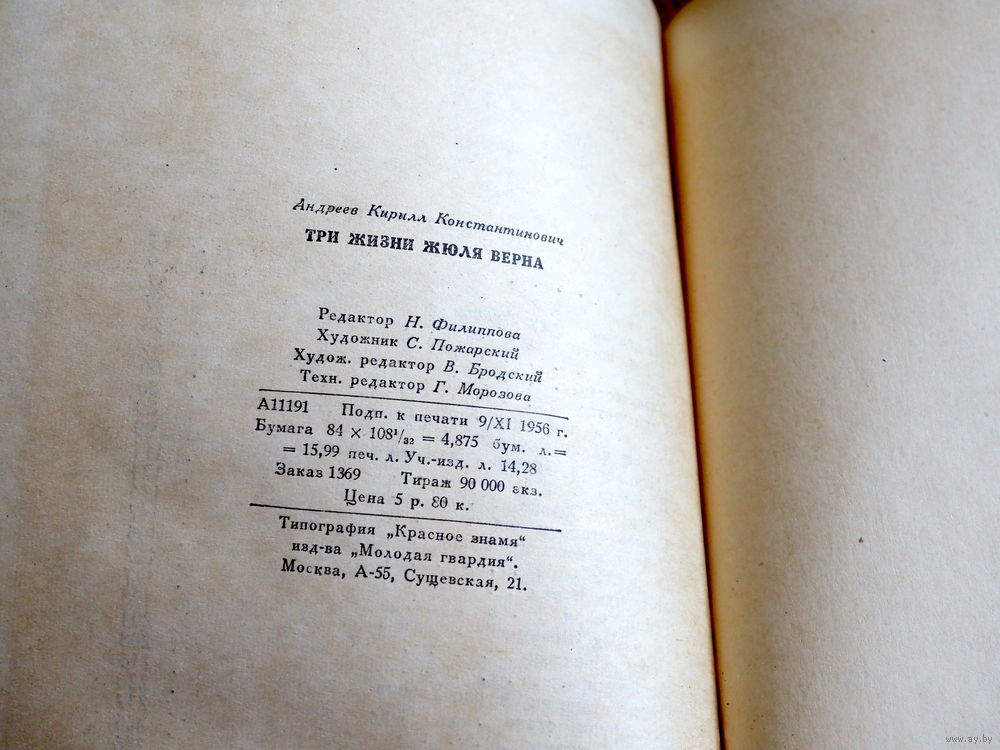 Андреев Кирилл Константинович
ТРИ ЖИЗНИ ЖЮЛЯ ВЕРНА
Редактор Н. Филиппова
Художник С. Пожарский
Худож. редактор В. Бродский
Техн. редактор Г. Морозова
А11191 Подп. к печати 9/XI 1956 г.
Бумага 84 × 108¹/₃₂ = 4,875 бум. л.=
= 15,99 печ. л. Уч.-изд. л. 14,28
Заказ 1369 Тираж 90 000 экз.
Цена 5 р. 80 к.
Типография „Красное знамя“
изд-ва „Молодая гвардия“.
Москва, А-55, Сущевская, 21.
www.ay.by